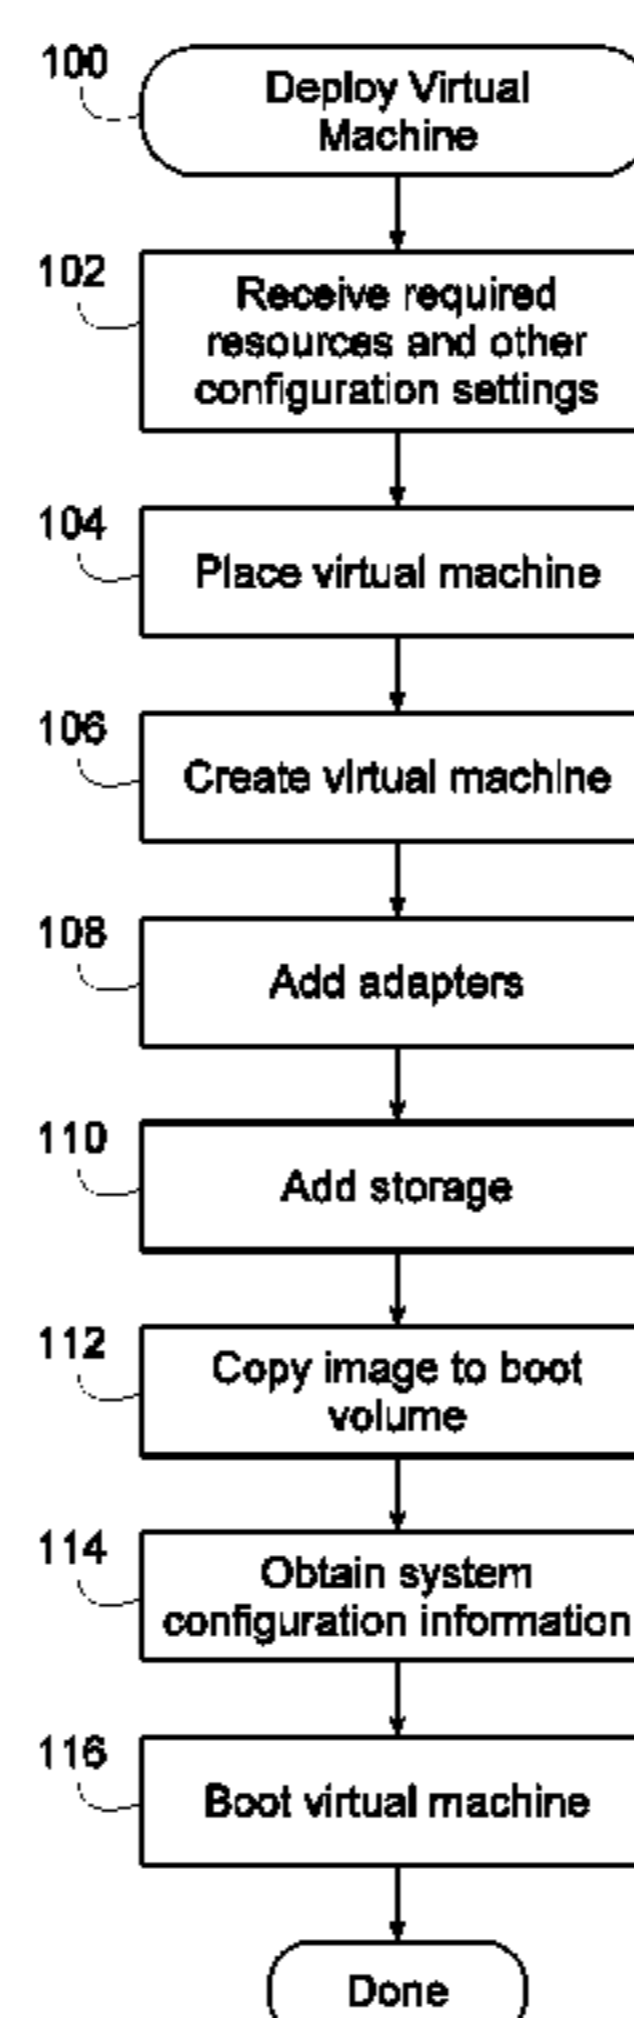 100
Deploy Virtual
Machine
102
Receive required
resources and other
configuration settings
104
Place virtual machine
106
Create virtual machine
108
Add adapters
110
Add storage
112
Copy image to boot
volume
114
Obtain system
configuration information
116
Boot virtual machine
Done